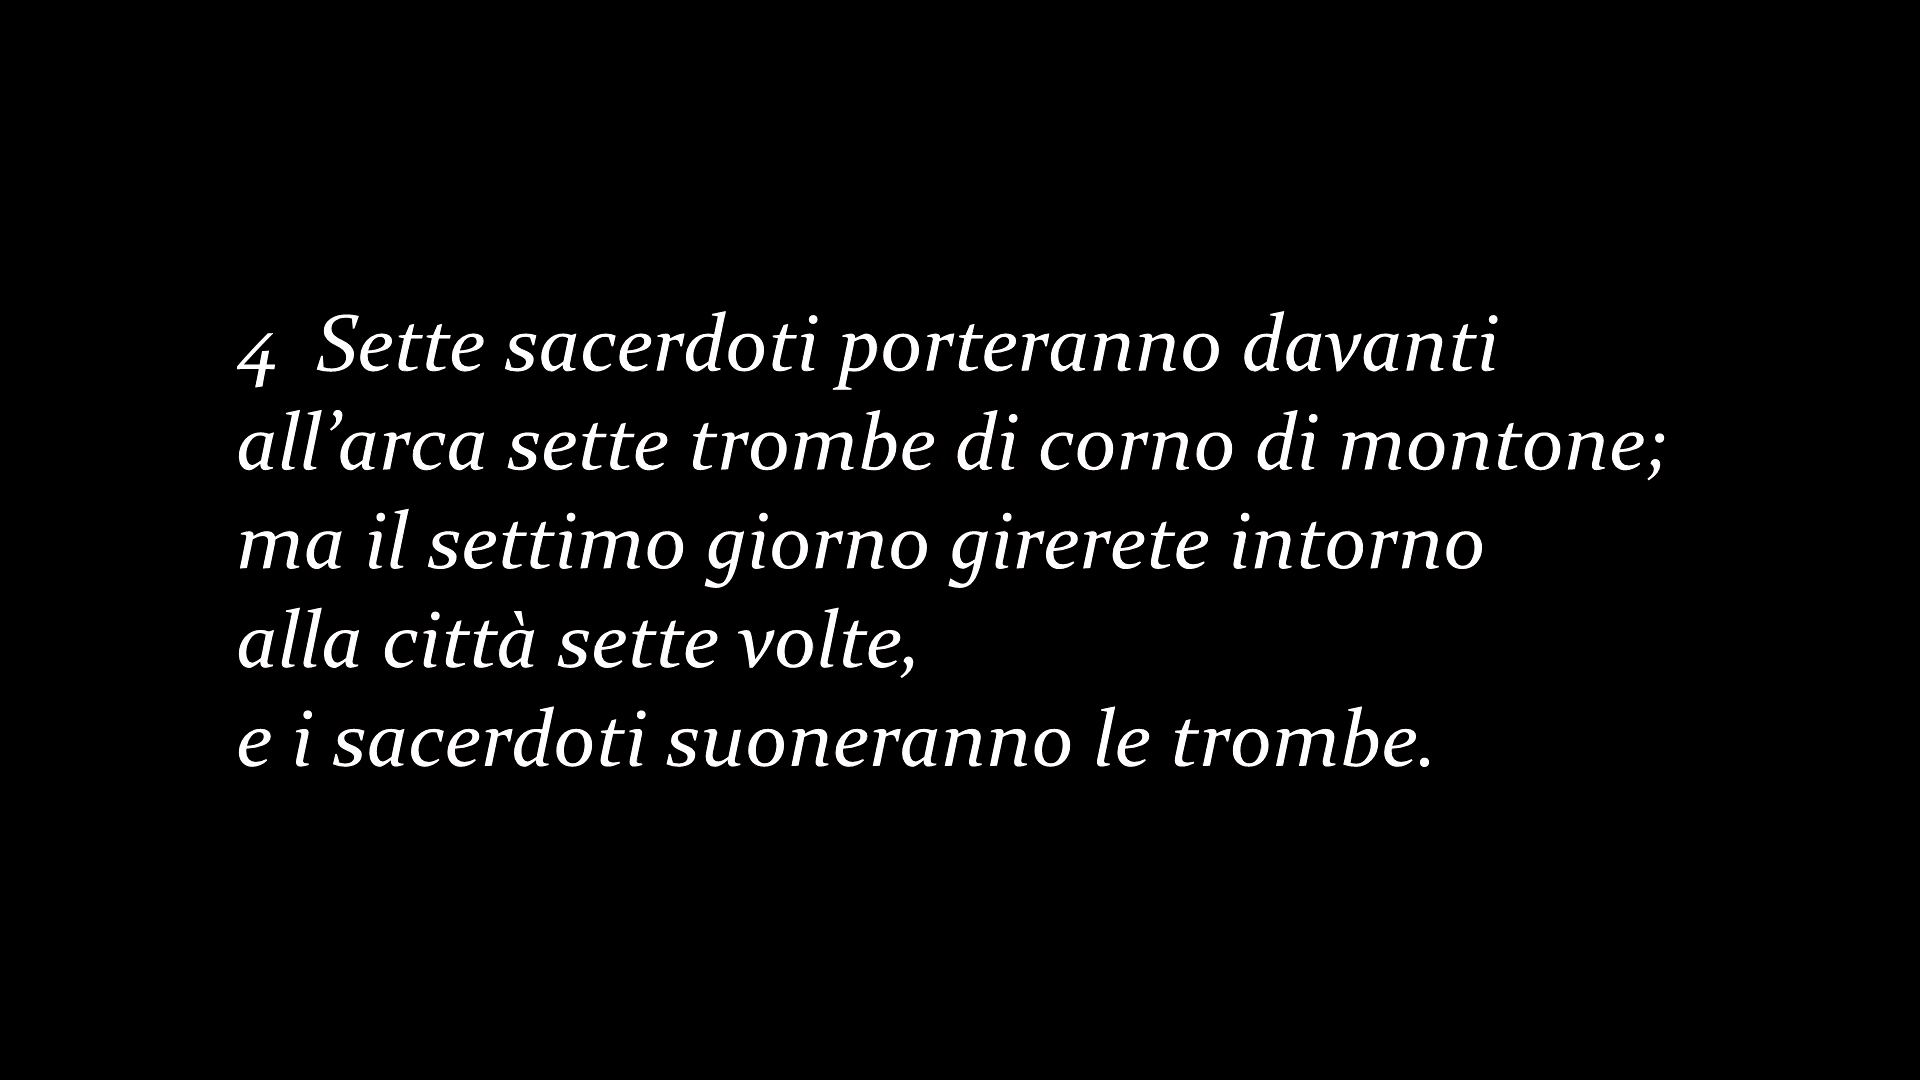 4 Sette sacerdoti porteranno davanti
all’arca sette trombe di corno di montone;
ma il settimo giorno girerete intorno
alla città sette volte,
e i sacerdoti suoneranno le trombe.